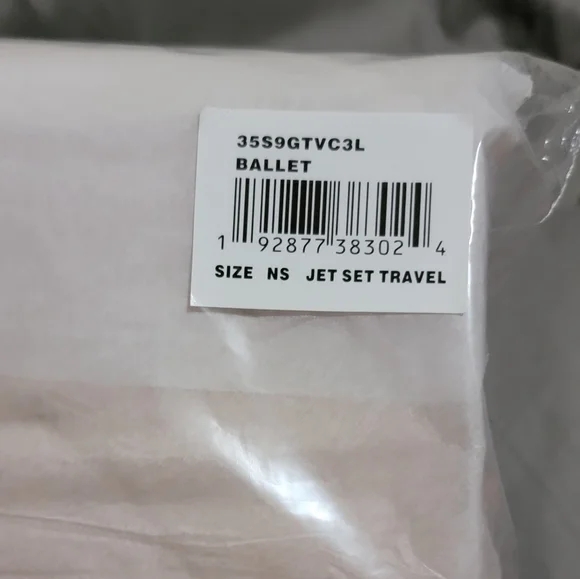 35S9GTVC3L
BALLET
1 92877 38302 4
SIZE NS JET SET TRAVEL